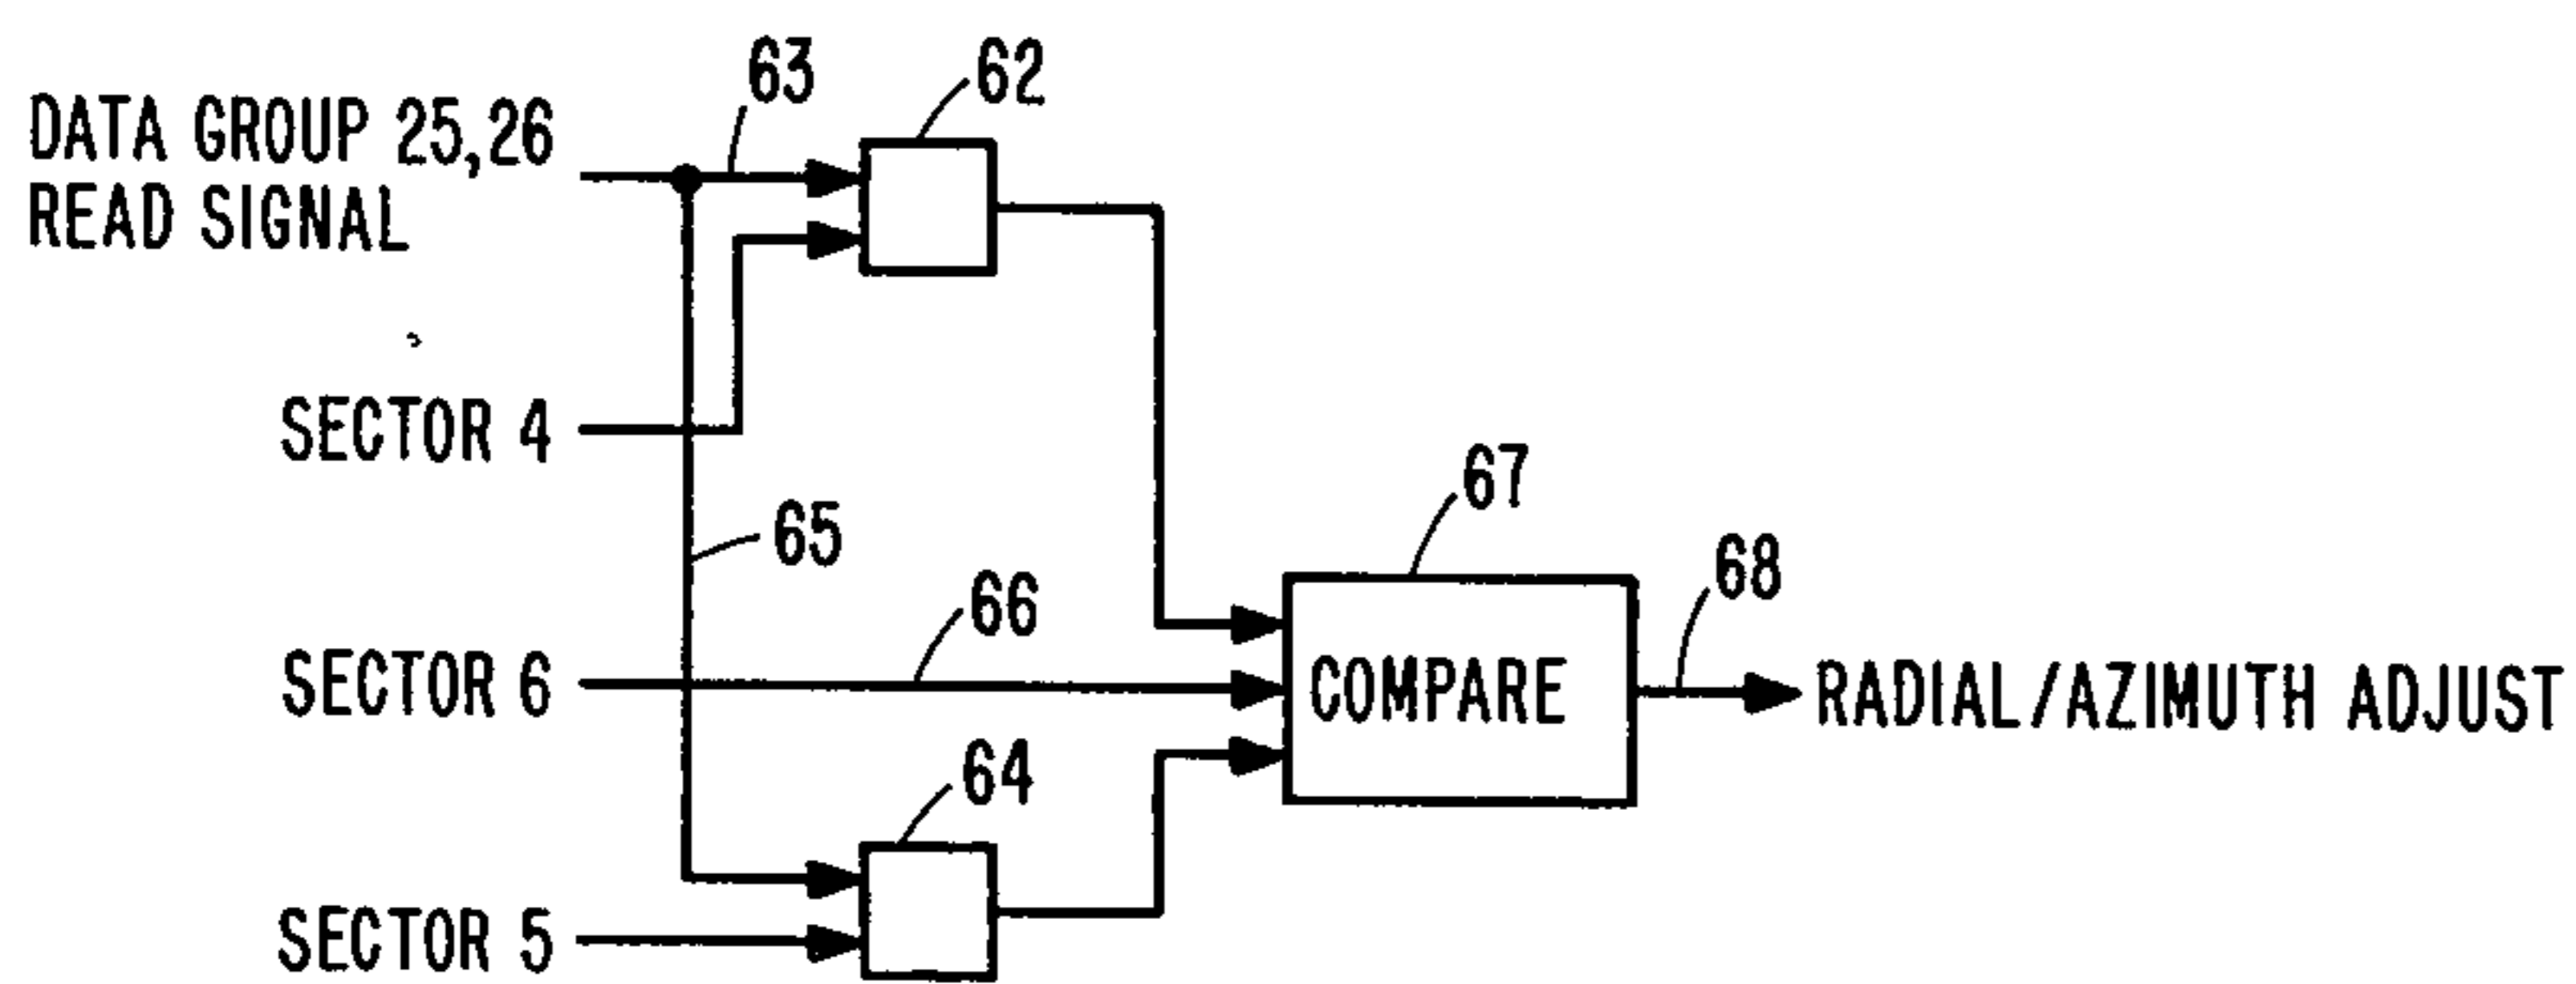 63
62
DATA GROUP 25,26
READ SIGNAL
SECTOR 4
67
65
68
66
SECTOR 6
COMPARE
RADIAL/AZIMUTH ADJUST
64
SECTOR 5